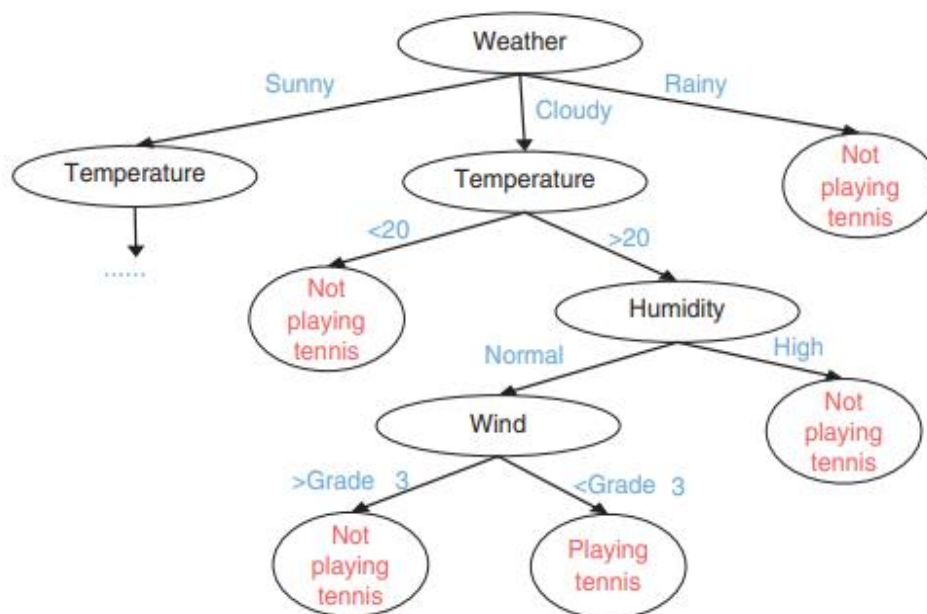 Weather
Sunny
Cloudy
Rainy
Temperature
Temperature
Not
playing
tennis
......
<20
>20
Not
playing
tennis
Humidity
Normal
High
Wind
Not
playing
tennis
>Grade 3
<Grade 3
Not
playing
tennis
Playing
tennis